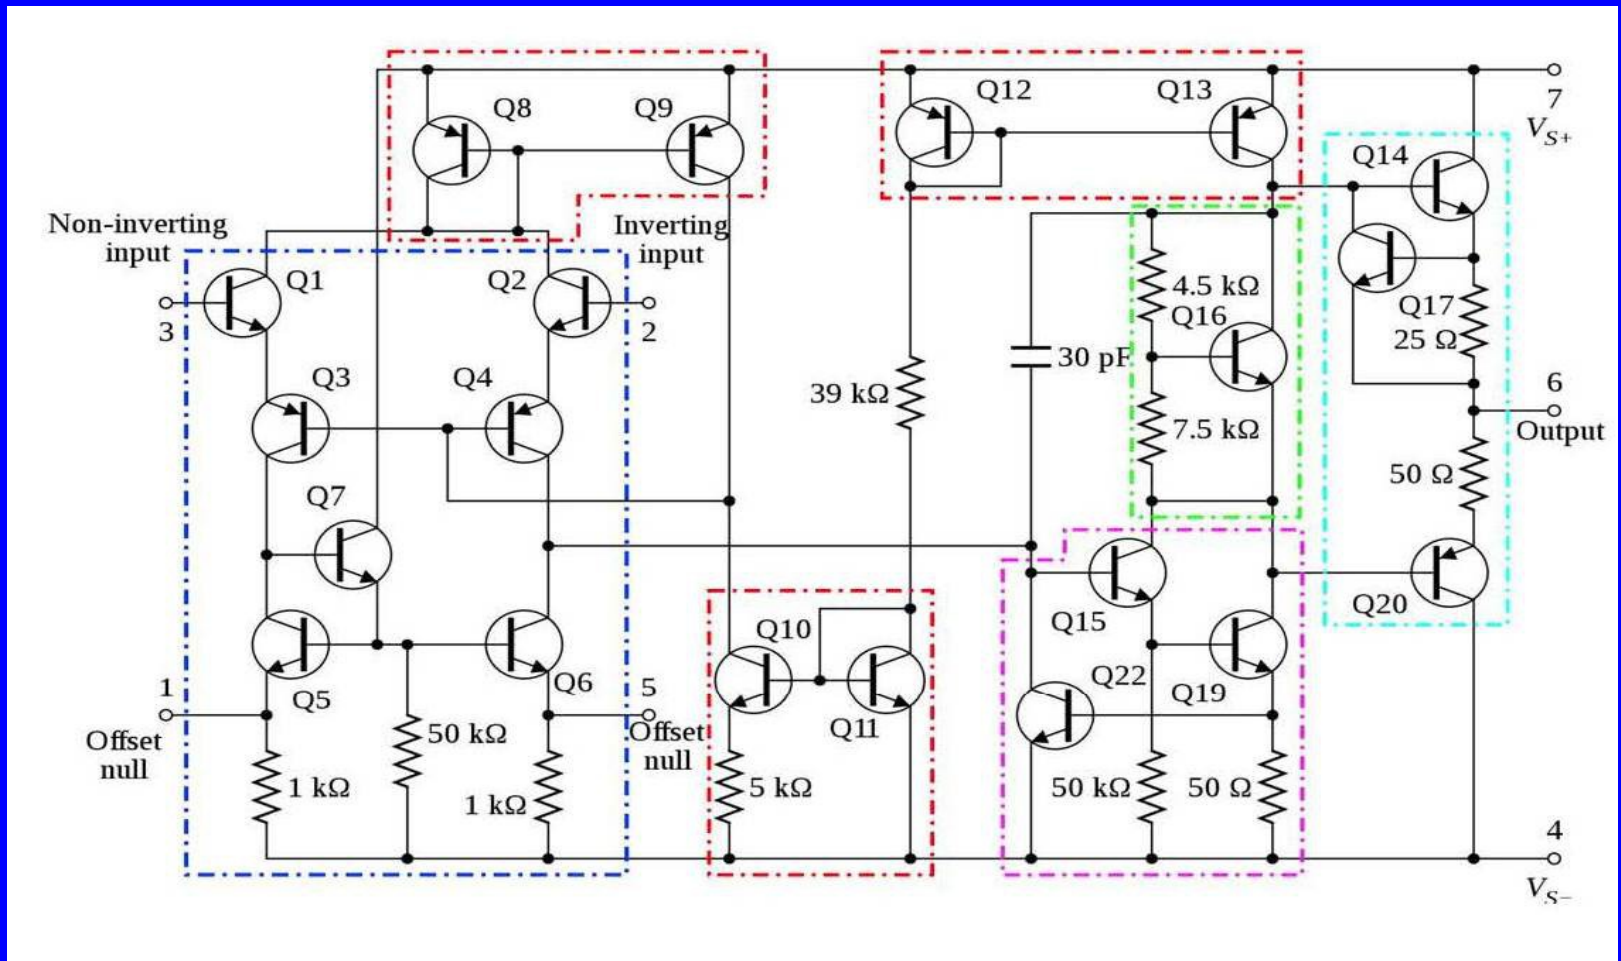 Q8
Q9
Q12
Q13
7
V_S+
Q14
Non-inverting
input
Inverting
input
Q1
Q2
3
2
4.5 kΩ
Q16
Q17
25 Ω
30 pF
Q3
Q4
39 kΩ
6
Output
7.5 kΩ
50 Ω
Q7
Q15
Q20
Q10
Q22
Q19
1
Q5
Q6
5
Q11
Offset
null
50 kΩ
Offset
null
1 kΩ
1 kΩ
5 kΩ
50 kΩ
50 Ω
4
V_S−